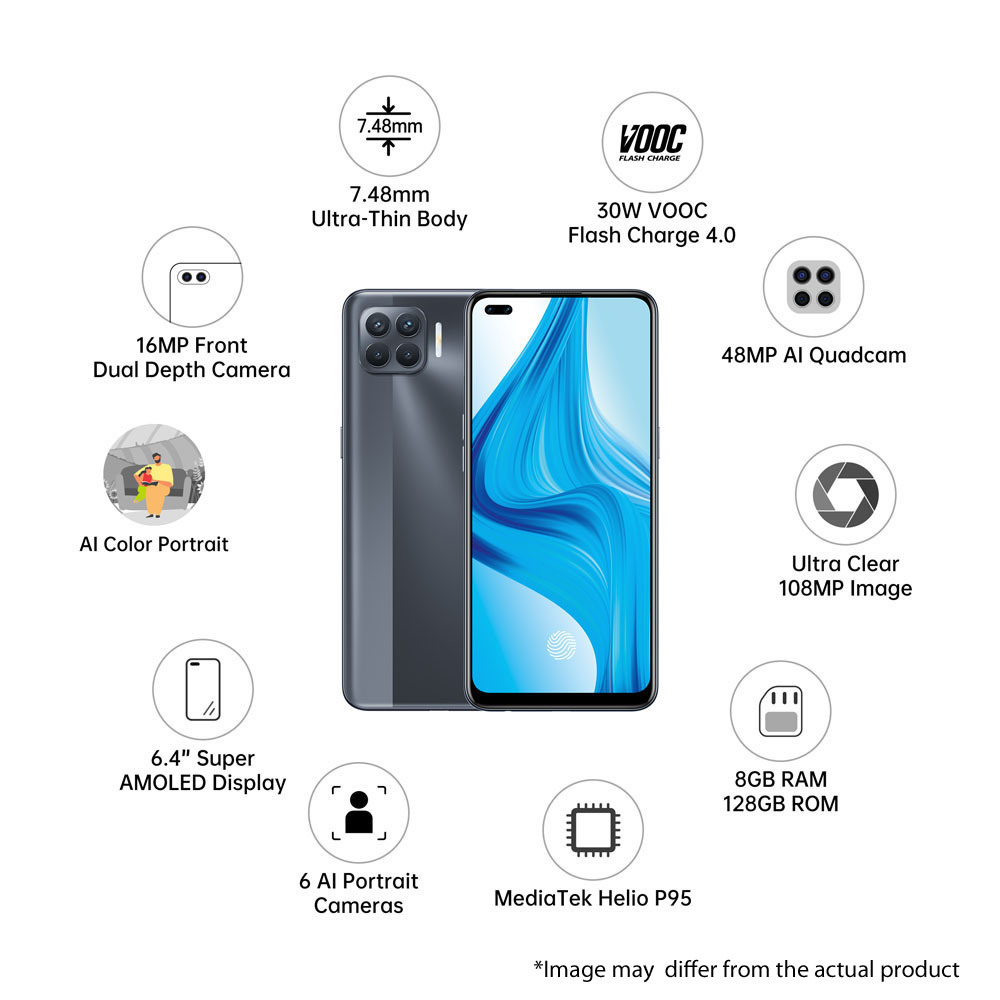 7.48mm
7.48mm
Ultra-Thin Body
VOOC
FLASH CHARGE
30W VOOC
Flash Charge 4.0
16MP Front
Dual Depth Camera
48MP AI Quadcam
AI Color Portrait
Ultra Clear
108MP Image
6.4” Super
AMOLED Display
8GB RAM
128GB ROM
6 AI Portrait
Cameras
MediaTek Helio P95
*Image may differ from the actual product